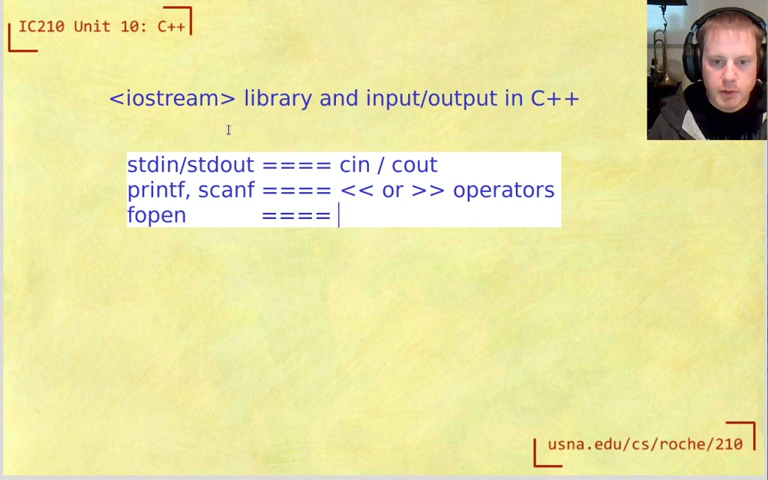 IC210 Unit 10: C++
<iostream> library and input/output in C++
stdin/stdout ==== cin / cout
printf, scanf ==== << or >> operators
fopen ====
usna.edu/cs/roche/210